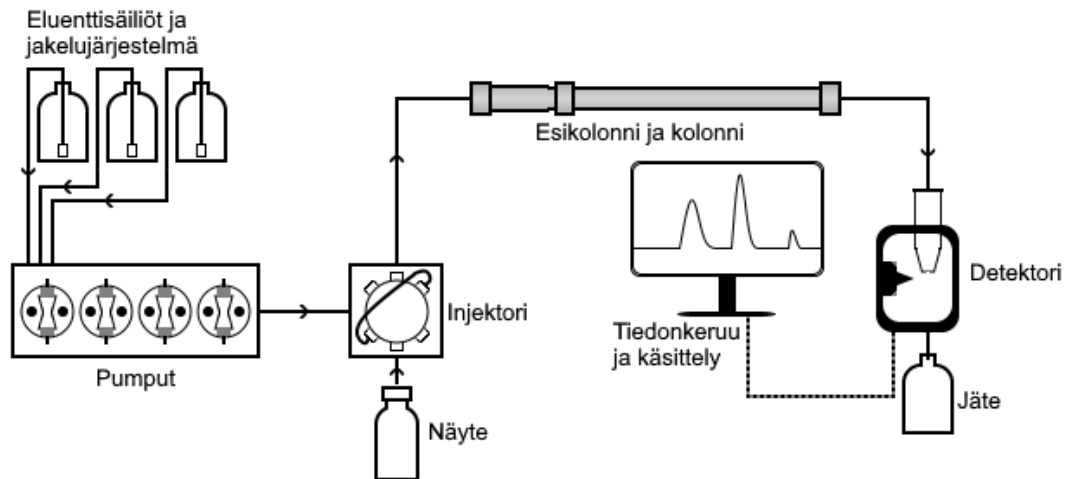 Eluenttisäiliöt ja
jakelujärjestelmä
Esikolonni ja kolonni
Detektori
Injektori
Tiedonkeruu
ja käsittely
Pumput
Näyte
Jäte